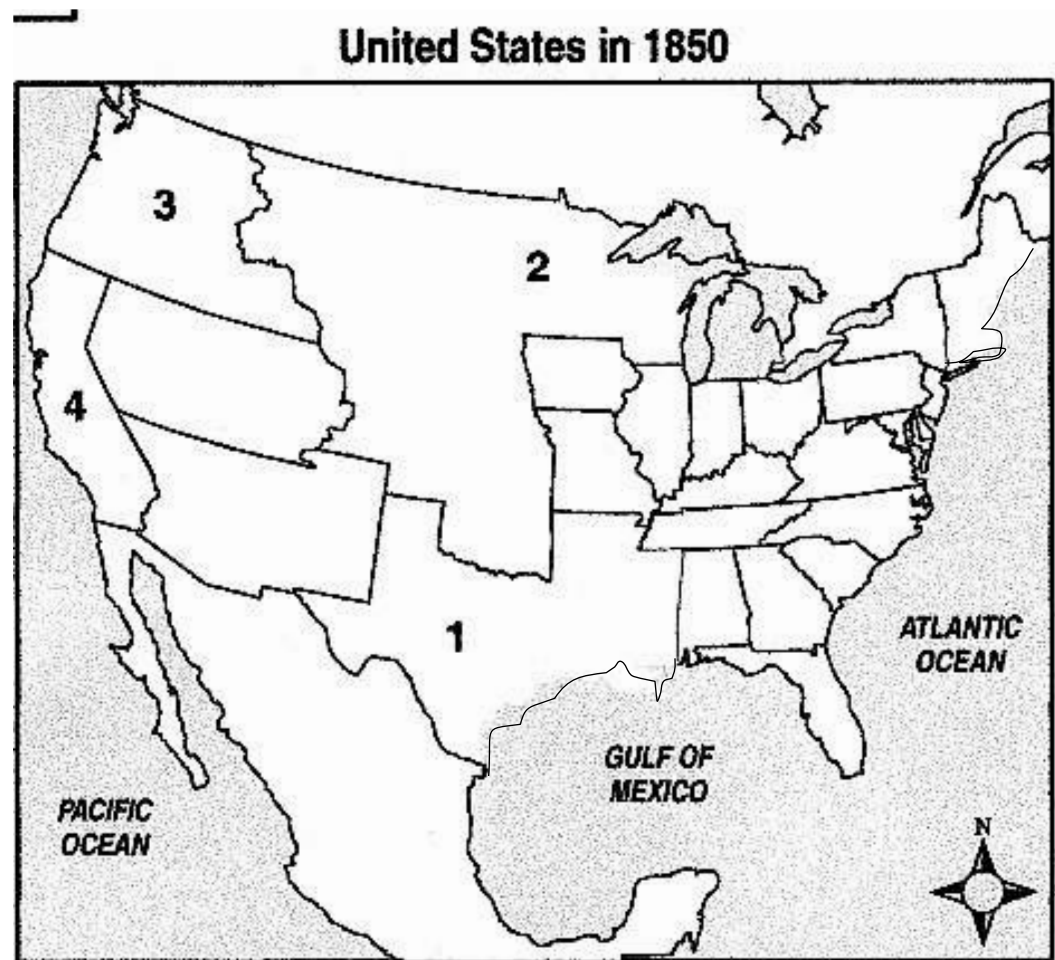 United States in 1850
3
2
4
1
ATLANTIC
OCEAN
GULF OF
MEXICO
PACIFIC
OCEAN
N